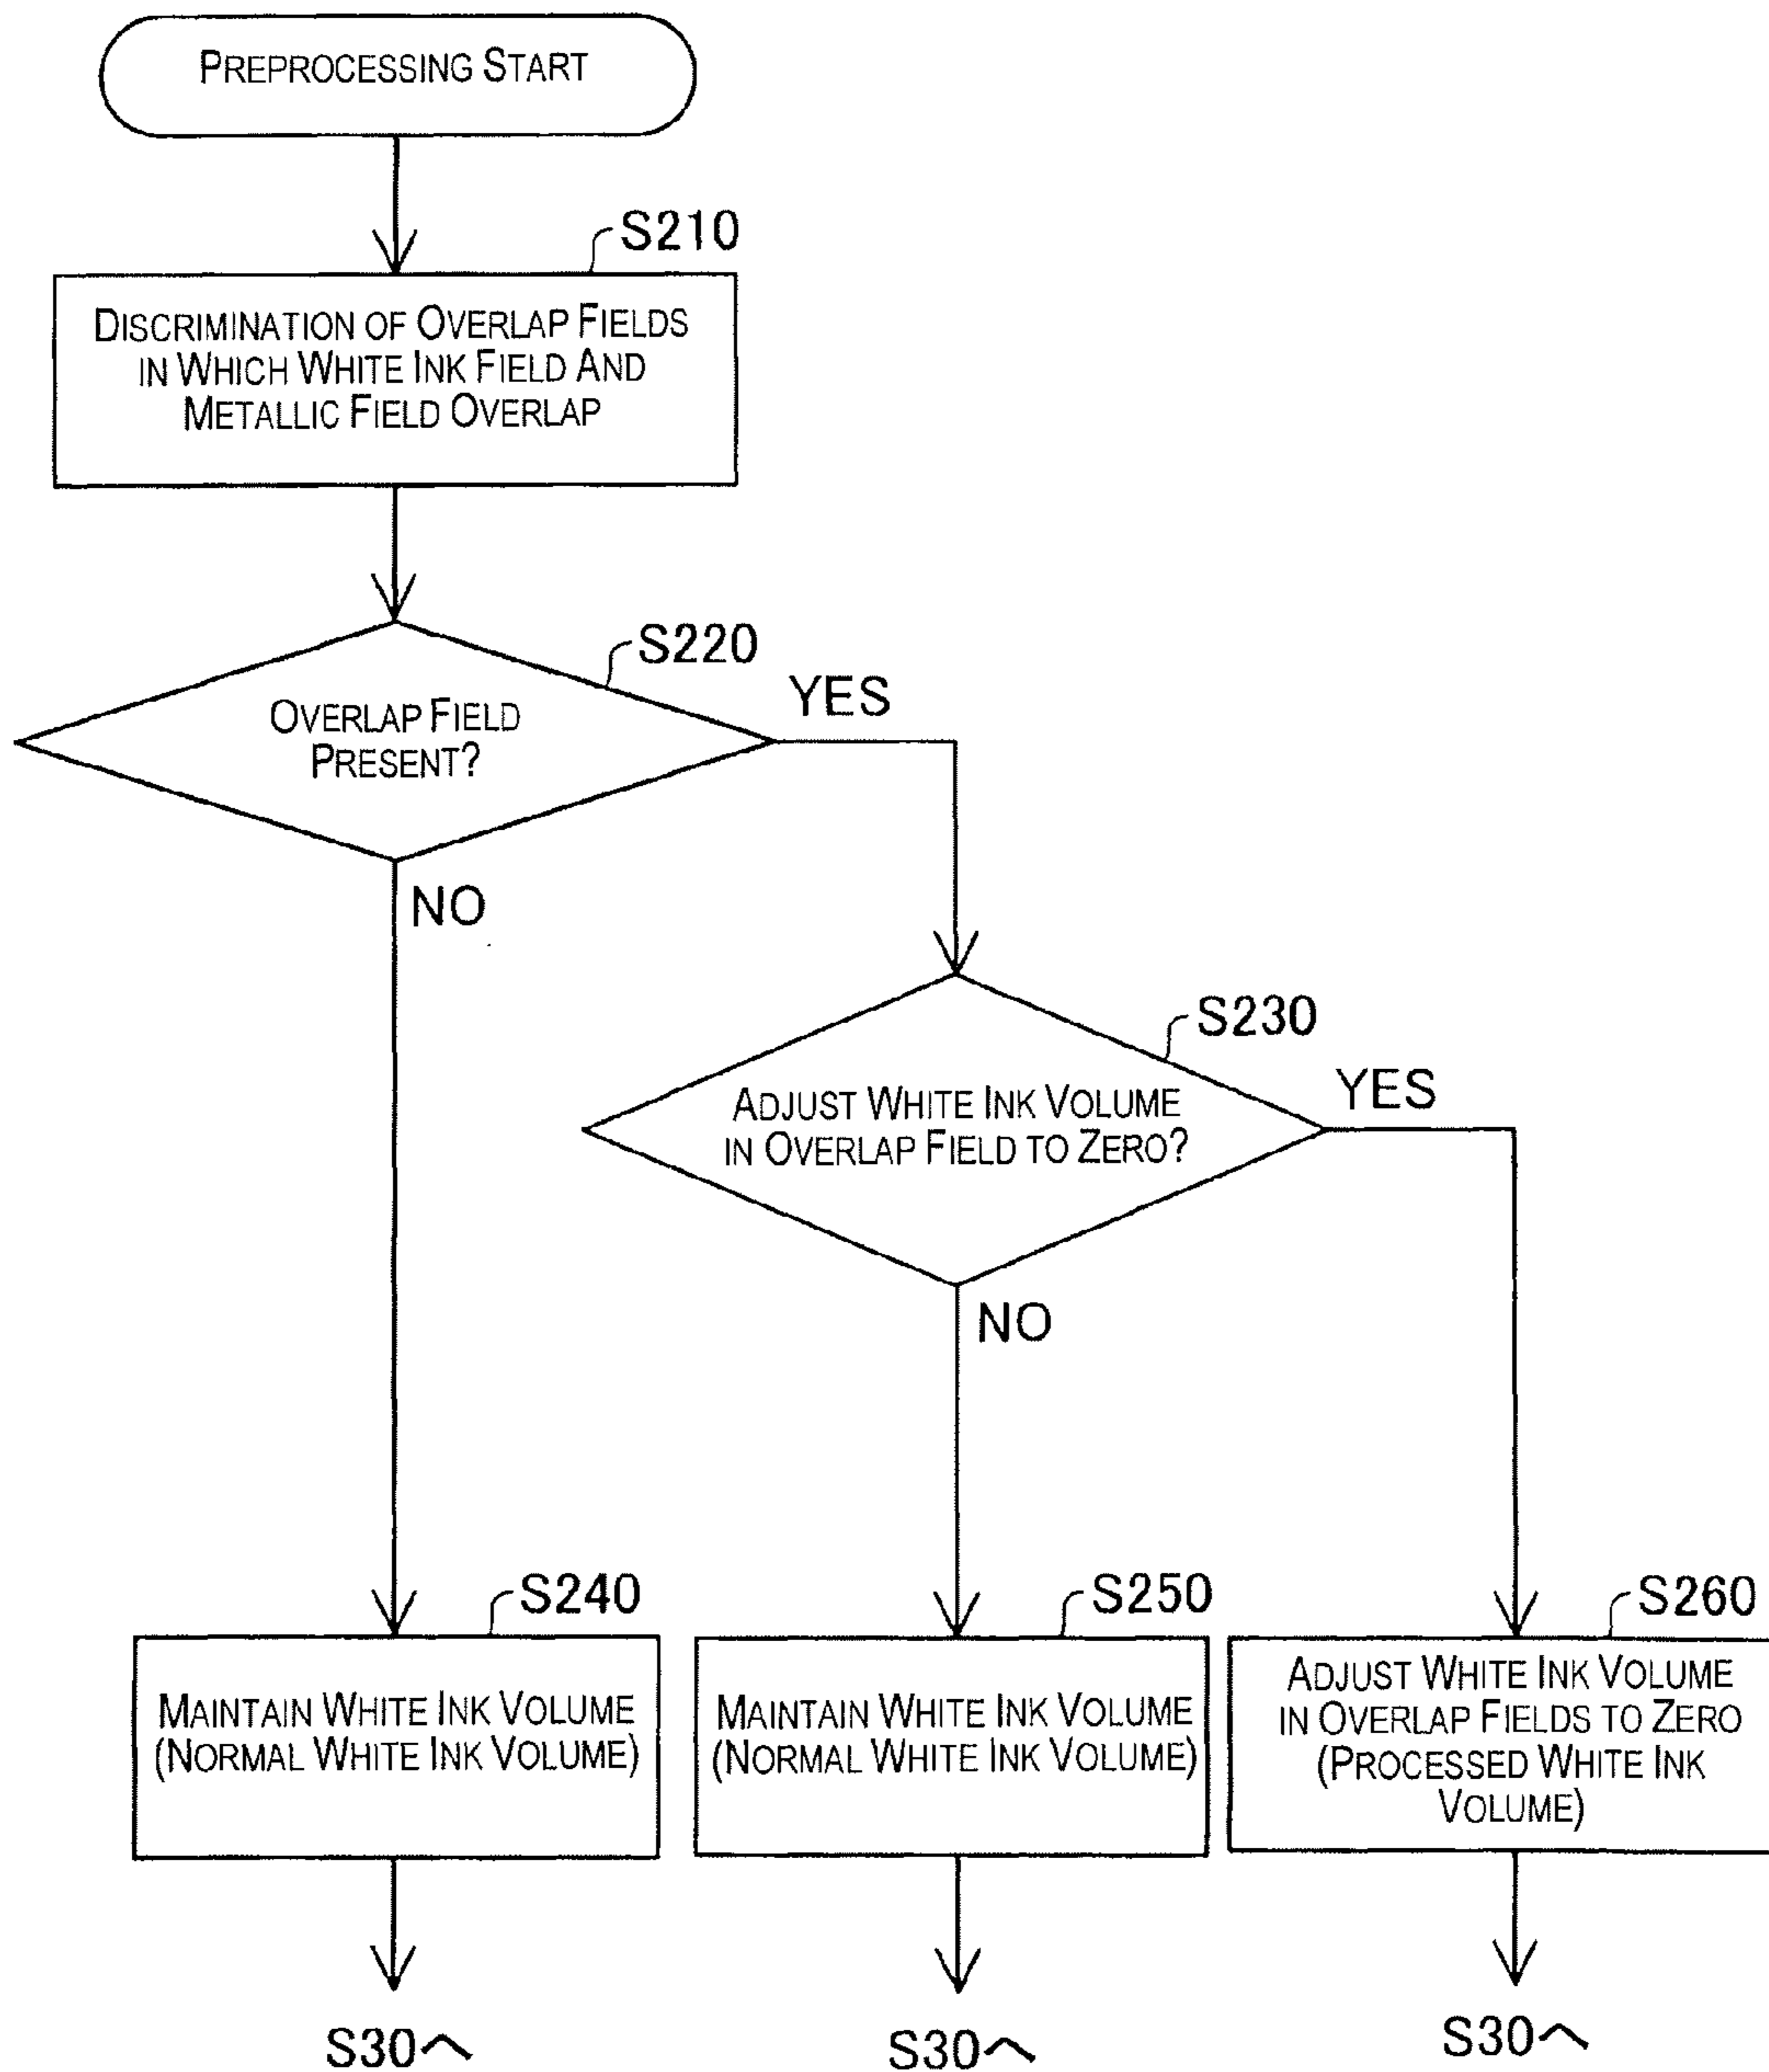 PREPROCESSING START
S210
DISCRIMINATION OF OVERLAP FIELDS
IN WHICH WHITE INK FIELD AND
METALLIC FIELD OVERLAP
S220
YES
OVERLAP FIELD
PRESENT?
NO
S230
YES
ADJUST WHITE INK VOLUME
IN OVERLAP FIELD TO ZERO?
NO
S240
MAINTAIN WHITE INK VOLUME
(NORMAL WHITE INK VOLUME)
S250
MAINTAIN WHITE INK VOLUME
(NORMAL WHITE INK VOLUME)
S260
ADJUST WHITE INK VOLUME
IN OVERLAP FIELDS TO ZERO
(PROCESSED WHITE INK
VOLUME)
S30へ
S30へ
S30へ